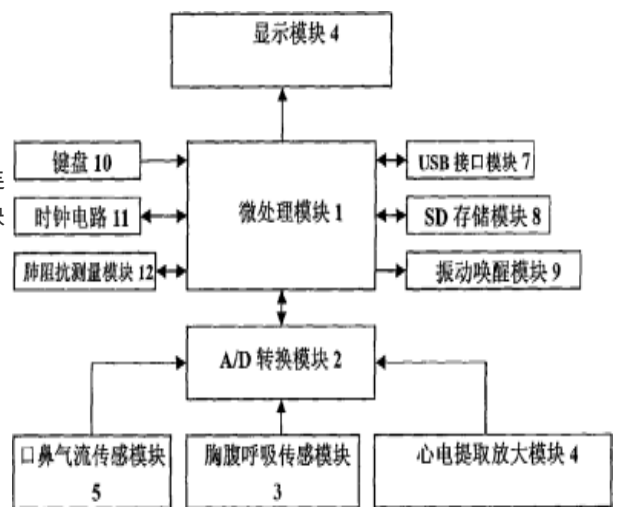 显示模块 4
键盘 10
USB 接口模块 7
微处理模块 1
时钟电路 11
SD 存储模块 8
肺阻抗测量模块 12
振动唤醒模块 9
A/D 转换模块 2
口鼻气流传感模块
5
胸腹呼吸传感模块
3
心电提取放大模块 4